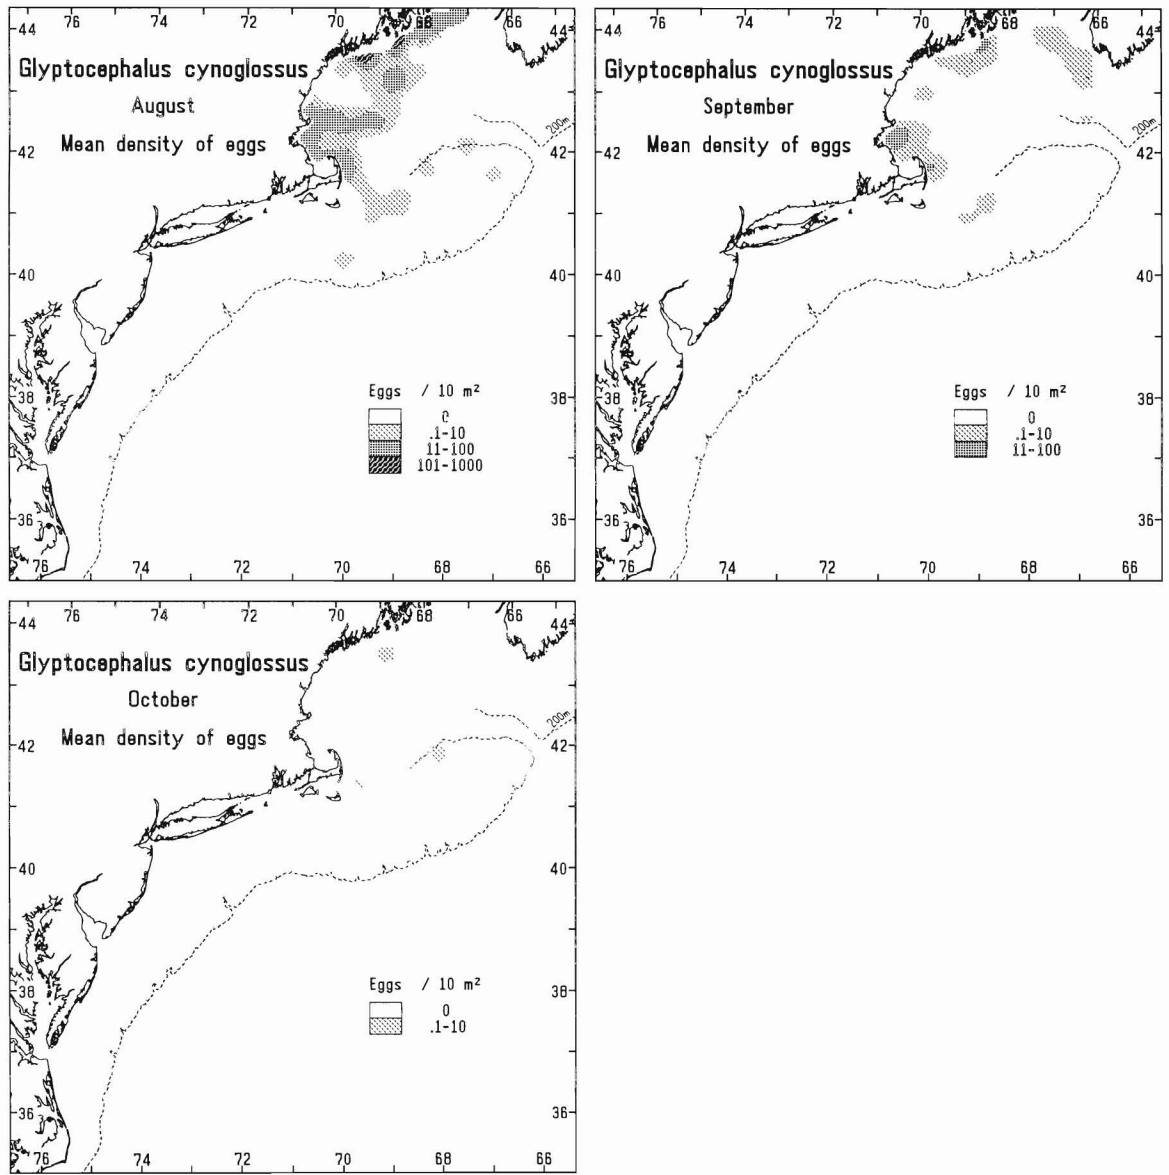 76 74 72 70 68 66
44 44
Glyptocephalus cynoglossus
August
Mean density of eggs
200m
42 42
40 40
Eggs / 10 m²
0
.1-10
11-100
101-1000
38 38
36 36
76 74 72 70 68 66
76 74 72 70 68 66
44 44
Glyptocephalus cynoglossus
September
Mean density of eggs
200m
42 42
40 40
Eggs / 10 m²
0
.1-10
11-100
38 38
36 36
76 74 72 70 68 66
76 74 72 70 68 66
44 44
Glyptocephalus cynoglossus
October
Mean density of eggs
200m
42 42
40 40
Eggs / 10 m²
0
.1-10
38 38
36 36
76 74 72 70 68 66